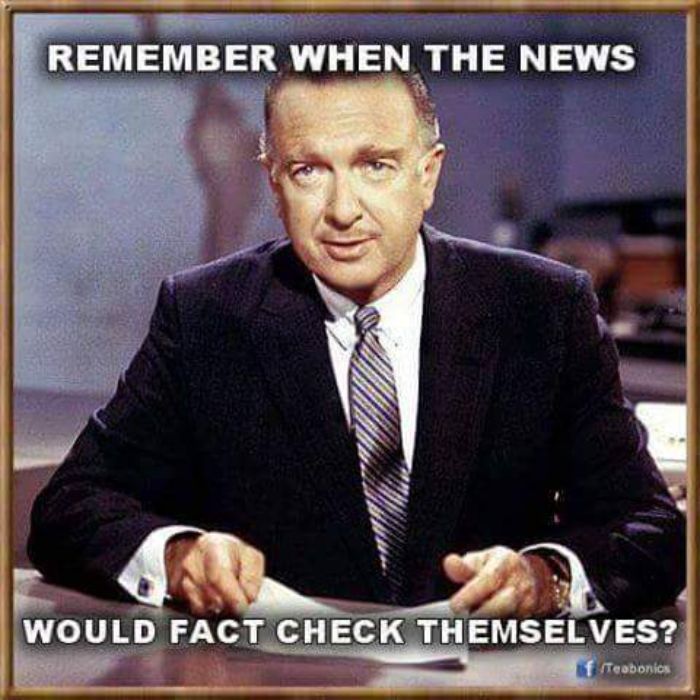 REMEMBER WHEN THE NEWS
WOULD FACT CHECK THEMSELVES?
f /Teabonics